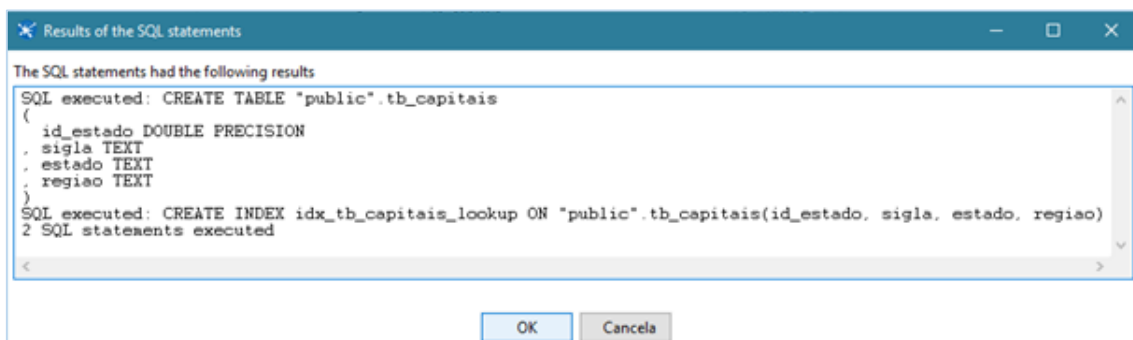 Results of the SQL statements
The SQL statements had the following results
SQL executed: CREATE TABLE "public".tb_capitais
(
  id_estado DOUBLE PRECISION
, sigla TEXT
, estado TEXT
, regiao TEXT
)
SQL executed: CREATE INDEX idx_tb_capitais_lookup ON "public".tb_capitais(id_estado, sigla, estado, regiao)
2 SQL statements executed
OK Cancela